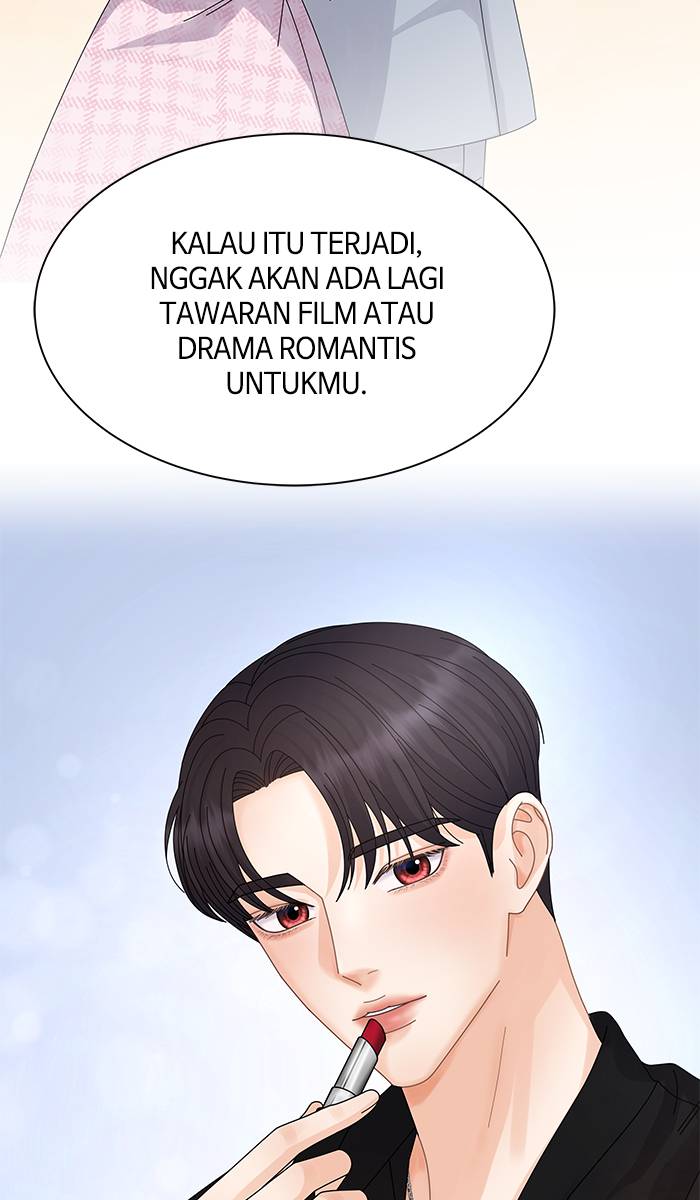 KALAU ITU TERJADI,
NGGAK AKAN ADA LAGI
TAWARAN FILM ATAU
DRAMA ROMANTIS
UNTUKMU.